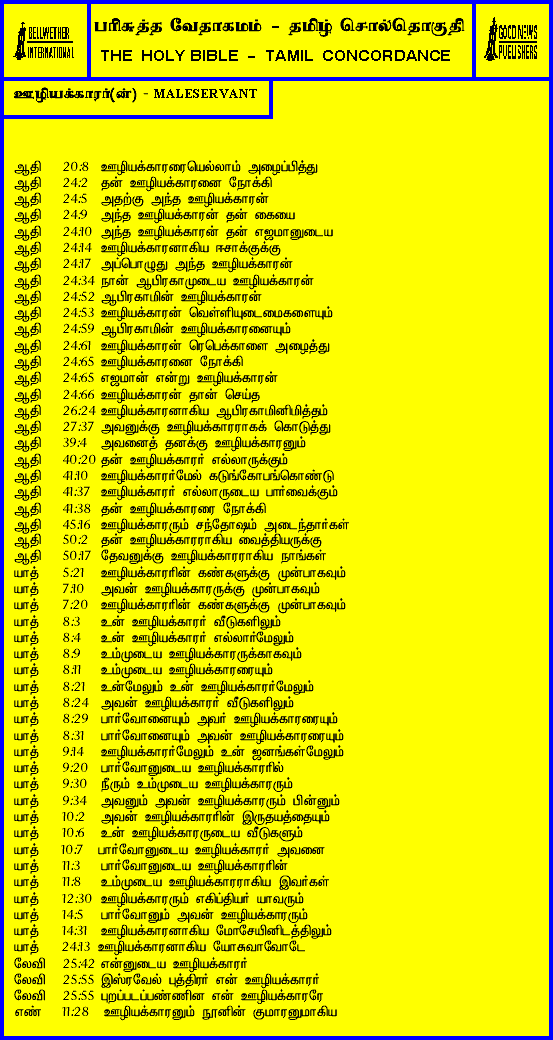 BELLWETHER
INTERNATIONAL
பரிசுத்த வேதாகமம் - தமிழ் சொல்தொகுதி
THE HOLY BIBLE - TAMIL CONCORDANCE
GOOD NEWS
PUBLISHERS
ஊழியக்காரர்(ன்) - MALESERVANT
ஆதி 20:8 ஊழியக்காரரையெல்லாம் அழைப்பித்து
ஆதி 24:2 தன் ஊழியக்காரனை நோக்கி
ஆதி 24:5 அதற்கு அந்த ஊழியக்காரன்
ஆதி 24:9 அந்த ஊழியக்காரன் தன் கையை
ஆதி 24:10 அந்த ஊழியக்காரன் தன் எஜமானுடைய
ஆதி 24:14 ஊழியக்காரனாகிய ஈசாக்குக்கு
ஆதி 24:17 அப்பொழுது அந்த ஊழியக்காரன்
ஆதி 24:34 நான் ஆபிரகாமுடைய ஊழியக்காரன்
ஆதி 24:52 ஆபிரகாமின் ஊழியக்காரன்
ஆதி 24:53 ஊழியக்காரன் வெள்ளியுடைமைகளையும்
ஆதி 24:59 ஆபிரகாமின் ஊழியக்காரனையும்
ஆதி 24:61 ஊழியக்காரன் ரெபெக்காளை அழைத்து
ஆதி 24:65 ஊழியக்காரனை நோக்கி
ஆதி 24:65 எஜமான் என்று ஊழியக்காரன்
ஆதி 24:66 ஊழியக்காரன் தான் செய்த
ஆதி 26:24 ஊழியக்காரனாகிய ஆபிரகாமினிமித்தம்
ஆதி 27:37 அவனுக்கு ஊழியக்காரராகக் கொடுத்து
ஆதி 39:4 அவனைத் தனக்கு ஊழியக்காரனும்
ஆதி 40:20 தன் ஊழியக்காரர் எல்லாருக்கும்
ஆதி 41:10 ஊழியக்காரர்மேல் கடுங்கோபங்கொண்டு
ஆதி 41:37 ஊழியக்காரர் எல்லாருடைய பார்வைக்கும்
ஆதி 41:38 தன் ஊழியக்காரரை நோக்கி
ஆதி 45:16 ஊழியக்காரரும் சந்தோஷம் அடைந்தார்கள்
ஆதி 50:2 தன் ஊழியக்காரராகிய வைத்தியருக்கு
ஆதி 50:17 தேவனுக்கு ஊழியக்காரராகிய நாங்கள்
யாத் 5:21 ஊழியக்காரரின் கண்களுக்கு முன்பாகவும்
யாத் 7:10 அவன் ஊழியக்காரருக்கு முன்பாகவும்
யாத் 7:20 ஊழியக்காரரின் கண்களுக்கு முன்பாகவும்
யாத் 8:3 உன் ஊழியக்காரர் வீடுகளிலும்
யாத் 8:4 உன் ஊழியக்காரர் எல்லார்மேலும்
யாத் 8:9 உம்முடைய ஊழியக்காரருக்காகவும்
யாத் 8:11 உம்முடைய ஊழியக்காரரையும்
யாத் 8:21 உன்மேலும் உன் ஊழியக்காரர்மேலும்
யாத் 8:24 அவன் ஊழியக்காரர் வீடுகளிலும்
யாத் 8:29 பார்வோனையும் அவர் ஊழியக்காரரையும்
யாத் 8:31 பார்வோனையும் அவன் ஊழியக்காரரையும்
யாத் 9:14 ஊழியக்காரர்மேலும் உன் ஜனங்கள்மேலும்
யாத் 9:20 பார்வோனுடைய ஊழியக்காரரில்
யாத் 9:30 நீரும் உம்முடைய ஊழியக்காரரும்
யாத் 9:34 அவனும் அவன் ஊழியக்காரரும் பின்னும்
யாத் 10:2 அவன் ஊழியக்காரரின் இருதயத்தையும்
யாத் 10:6 உன் ஊழியக்காரருடைய வீடுகளும்
யாத் 10:7 பார்வோனுடைய ஊழியக்காரர் அவனை
யாத் 11:3 பார்வோனுடைய ஊழியக்காரரின்
யாத் 11:8 உம்முடைய ஊழியக்காரராகிய இவர்கள்
யாத் 12:30 ஊழியக்காரரும் எகிப்தியர் யாவரும்
யாத் 14:5 பார்வோனும் அவன் ஊழியக்காரரும்
யாத் 14:31 ஊழியக்காரனாகிய மோசேயினிடத்திலும்
யாத் 24:13 ஊழியக்காரனாகிய யோசுவாவோடே
லேவி 25:42 என்னுடைய ஊழியக்காரர்
லேவி 25:55 இஸ்ரவேல் புத்திரர் என் ஊழியக்காரர்
லேவி 25:55 புறப்படப்பண்ணின என் ஊழியக்காரரே
எண் 11:28 ஊழியக்காரனும் நூனின் குமாரனுமாகிய